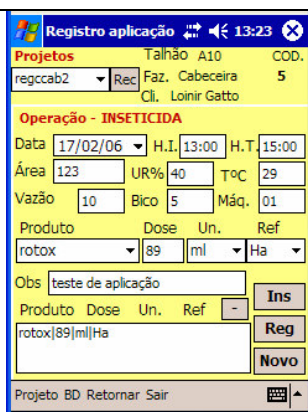 Registro aplicação 13:23
Projetos Talhão A10 COD.
regccab2 Rec Faz. Cabeceira 5
Cli. Loinir Gatto
Operação - INSETICIDA
Data 17/02/06 H.I. 13:00 H.T. 15:00
Área 123 UR% 40 TºC 29
Vazão 10 Bico 5 Máq. 01
Produto Dose Un. Ref
rotox 89 ml Ha
Obs teste de aplicação
Ins
Produto Dose Un. Ref -
rotox|89|ml|Ha
Reg
Novo
Projeto BD Retornar Sair